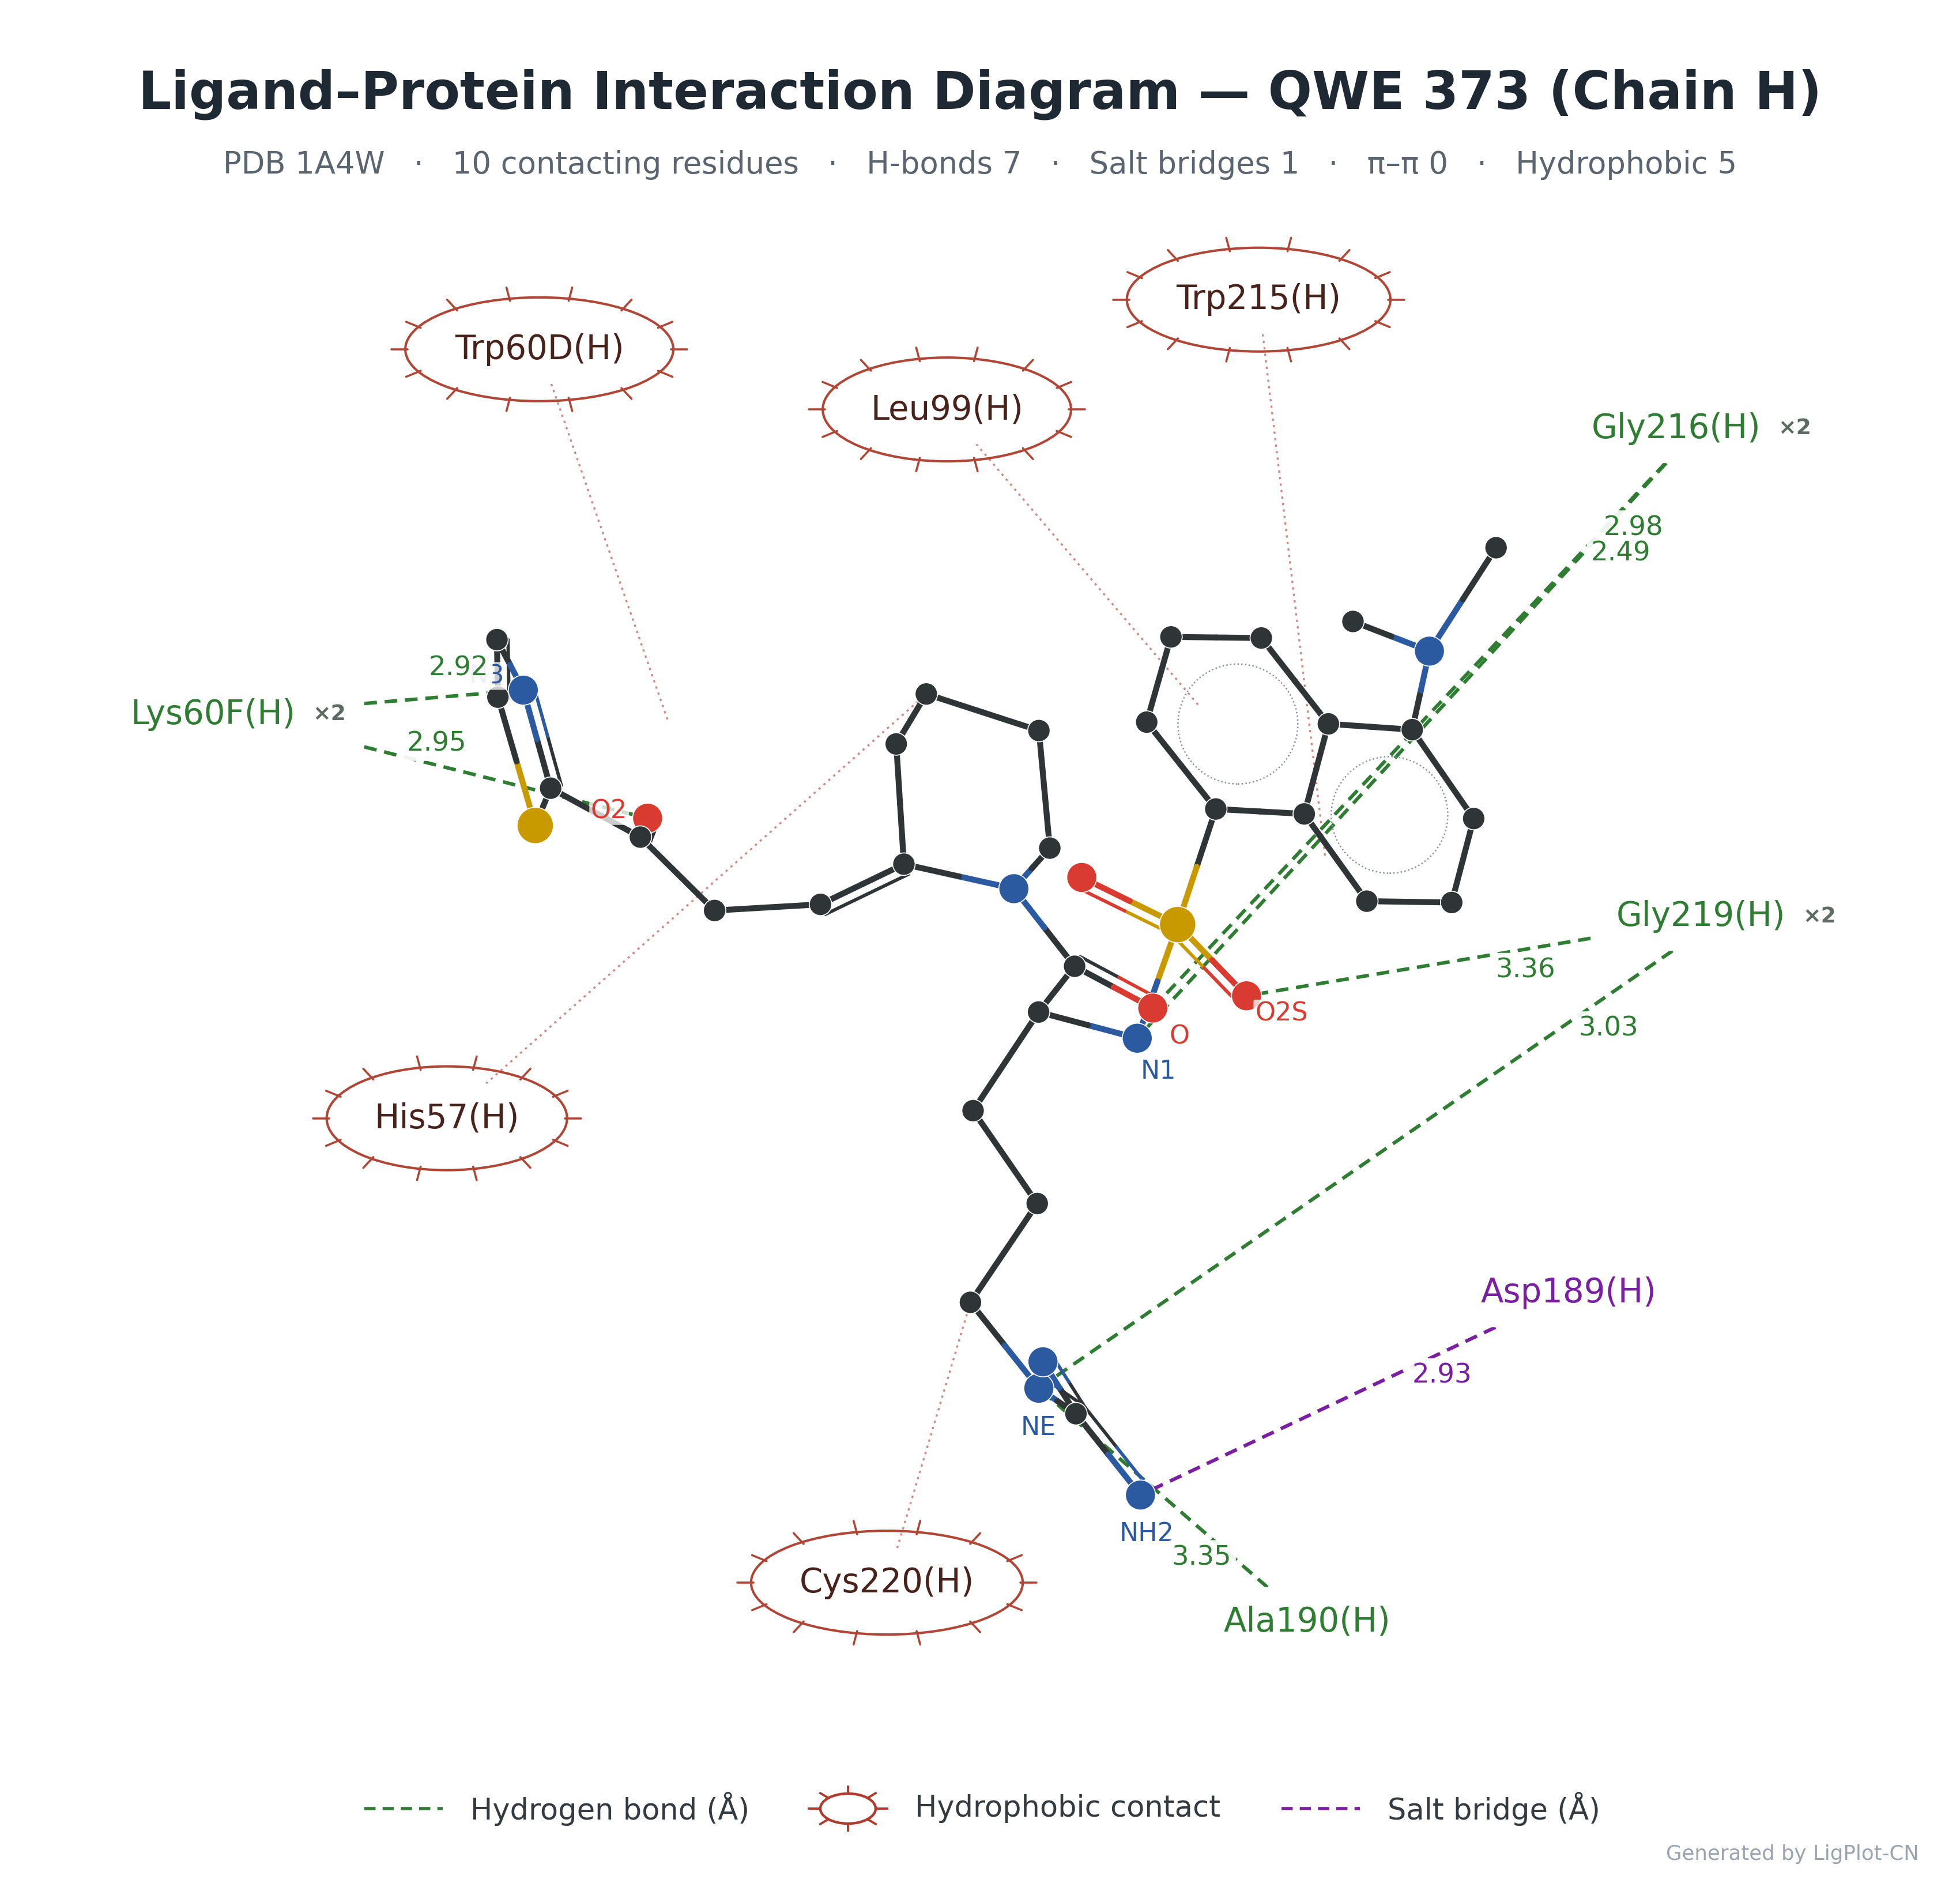 Ligand–Protein Interaction Diagram — QWE 373 (Chain H)
PDB 1A4W · 10 contacting residues · H-bonds 7 · Salt bridges 1 · π–π 0 · Hydrophobic 5
Trp215(H)
Trp60D(H)
Leu99(H)
Gly216(H) ×2
2.98
2.49
2.92
3
Lys60F(H) ×2
2.95
O2
Gly219(H) ×2
3.36
O2S
3.03
O
N1
His57(H)
Asp189(H)
2.93
NE
NH2
3.35
Cys220(H)
Ala190(H)
Hydrogen bond (Å)
Hydrophobic contact
Salt bridge (Å)
Generated by LigPlot-CN